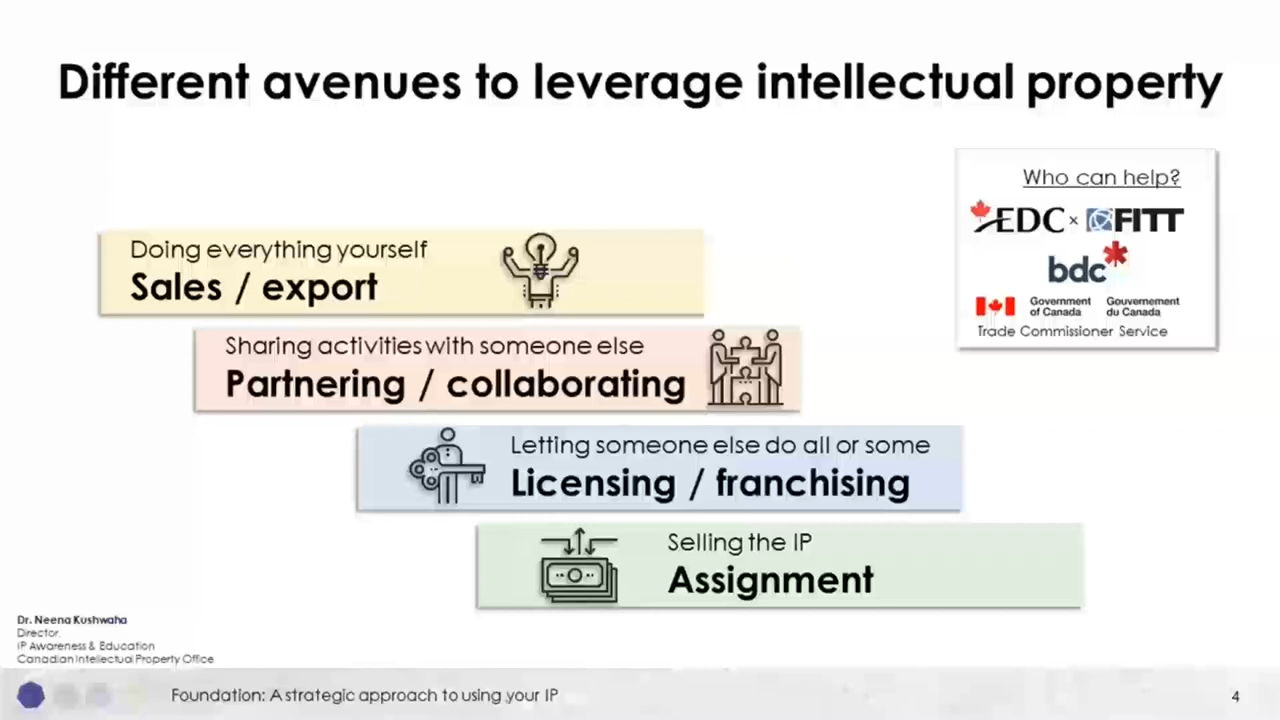 Different avenues to leverage intellectual property
Who can help?
EDC × FITT
bdc
Government of Canada
Gouvernement du Canada
Trade Commissioner Service
Doing everything yourself
Sales / export
Sharing activities with someone else
Partnering / collaborating
Letting someone else do all or some
Licensing / franchising
Selling the IP
Assignment
Dr. Neena Kushwaha
Director
IP Awareness & Education
Canadian Intellectual Property Office
Foundation: A strategic approach to using your IP
4